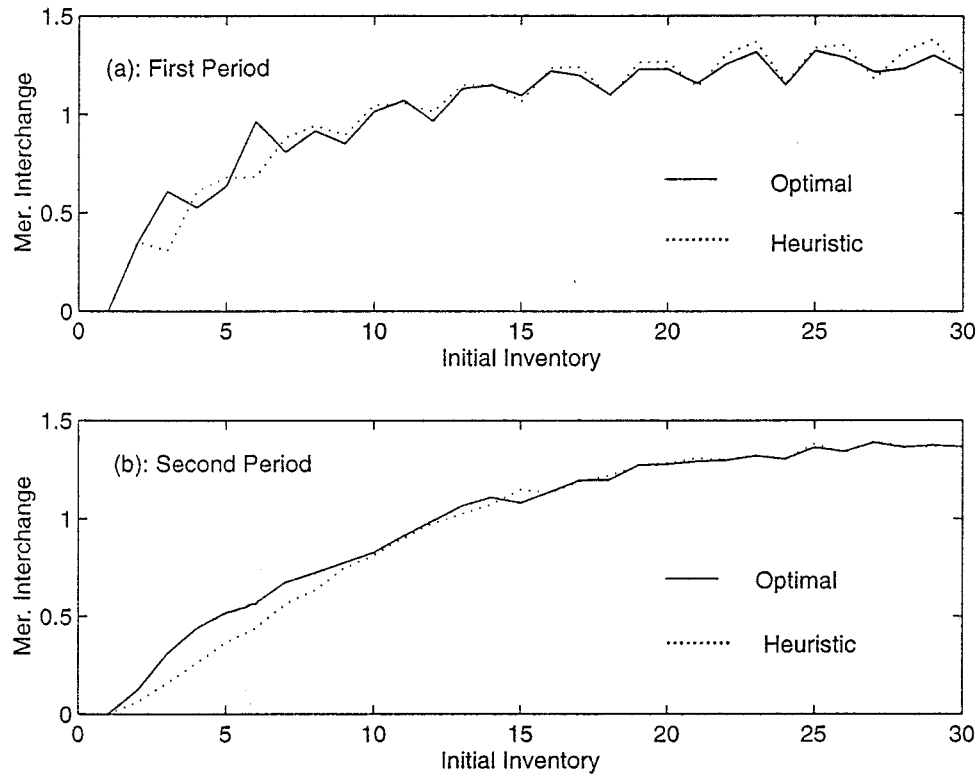 (a): First Period
Mer. Interchange
1.5
1
0.5
0
Optimal
Heuristic
0 5 10 15 20 25 30
Initial Inventory
(b): Second Period
Mer. Interchange
1.5
1
0.5
0
Optimal
Heuristic
0 5 10 15 20 25 30
Initial Inventory